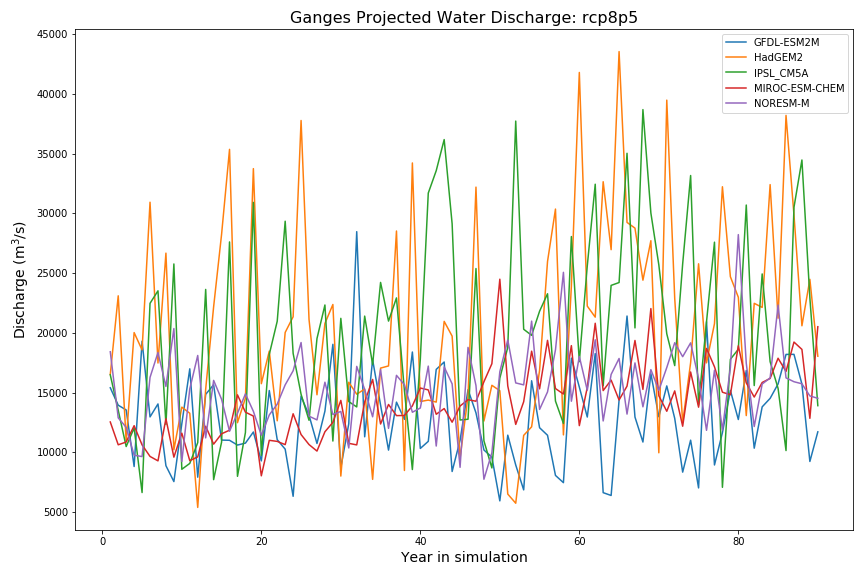 Ganges Projected Water Discharge: rcp8p5
45000
40000
35000
30000
25000
20000
15000
10000
5000
Discharge (m³/s)
GFDL-ESM2M
HadGEM2
IPSL_CM5A
MIROC-ESM-CHEM
NORESM-M
0 20 40 60 80
Year in simulation